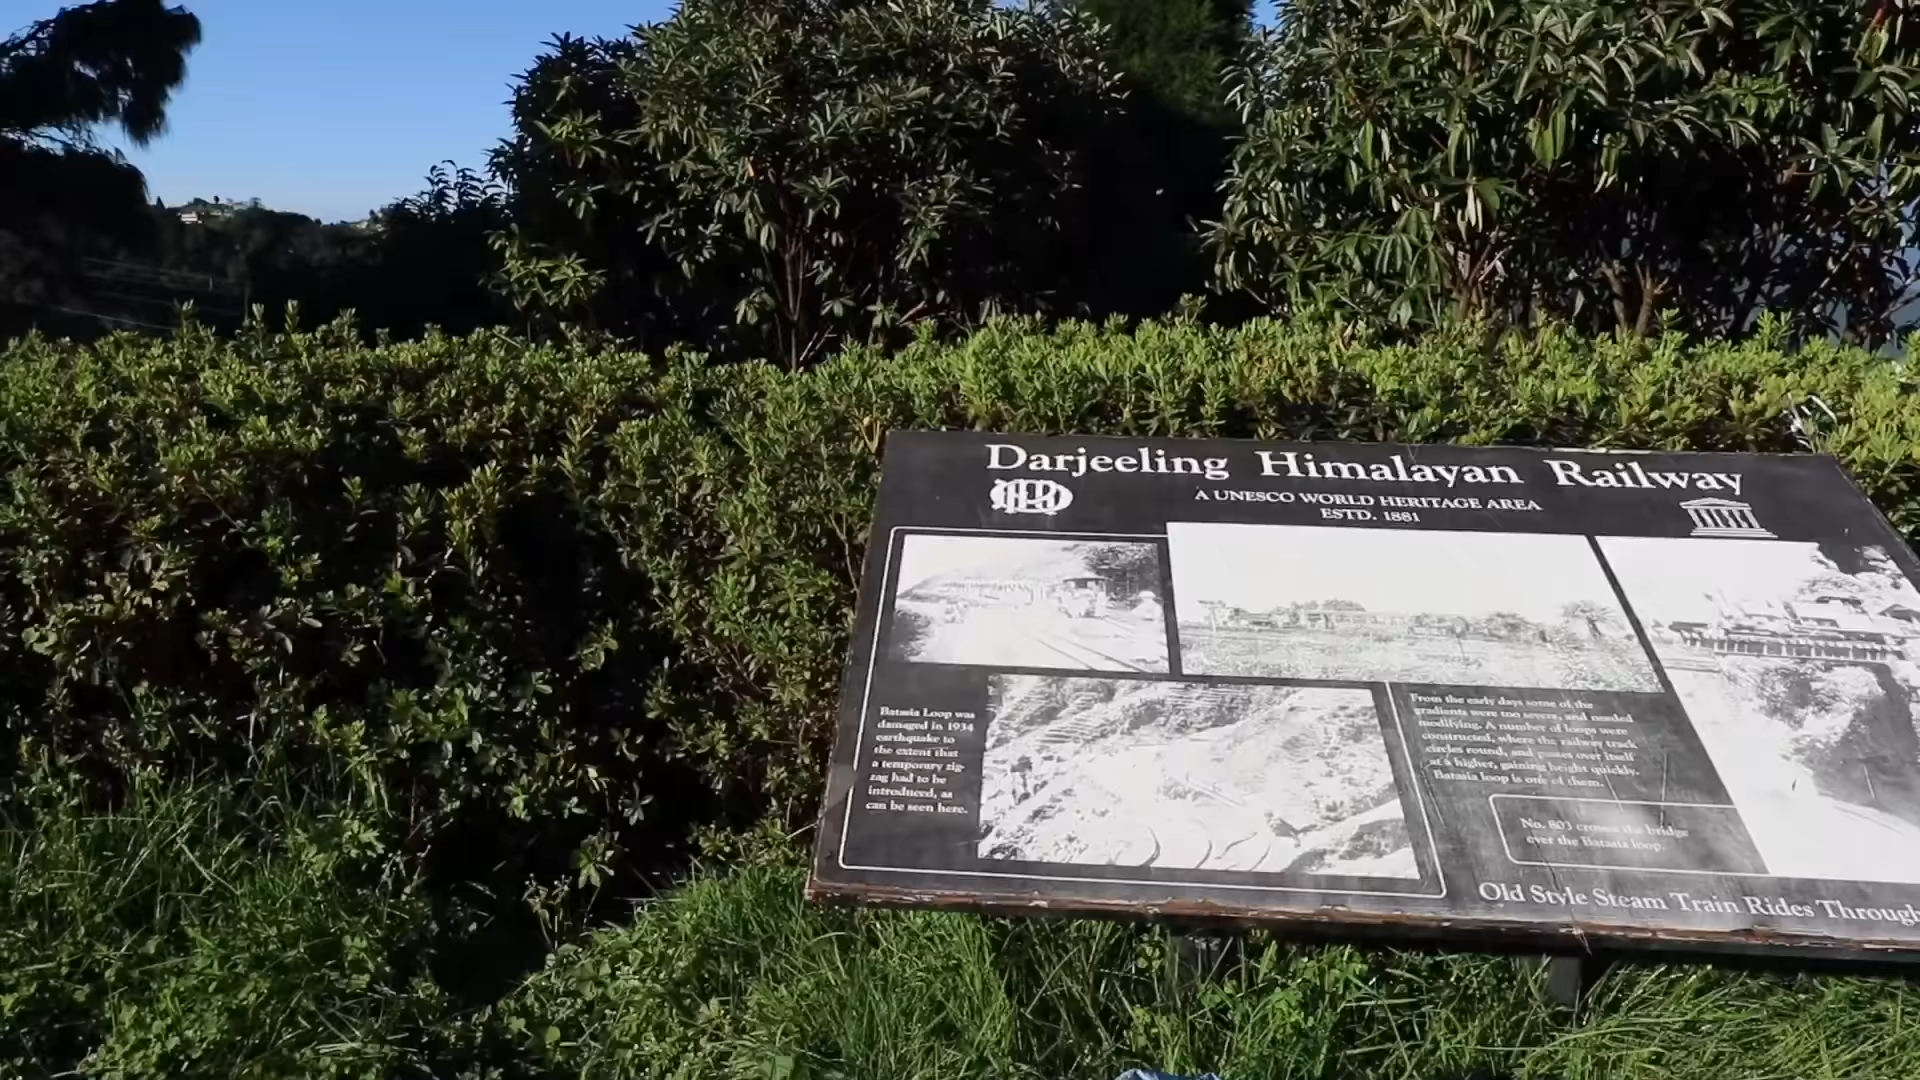 Darjeeling Himalayan Railway
DHR
A UNESCO WORLD HERITAGE AREA
ESTD. 1881
Batasia Loop was
damaged in 1934
earthquake to
the extent that
a temporary zig-
zag had to be
introduced, as
can be seen here.
From the early days some of the
gradients were too severe, and needed
modifying. A number of loops were
constructed, where the railway track
circles round, and passes over itself
at a higher, gaining height quickly.
Batasia loop is one of them.
No. 803 crosses the bridge
over the Batasia loop.
Old Style Steam Train Rides Through